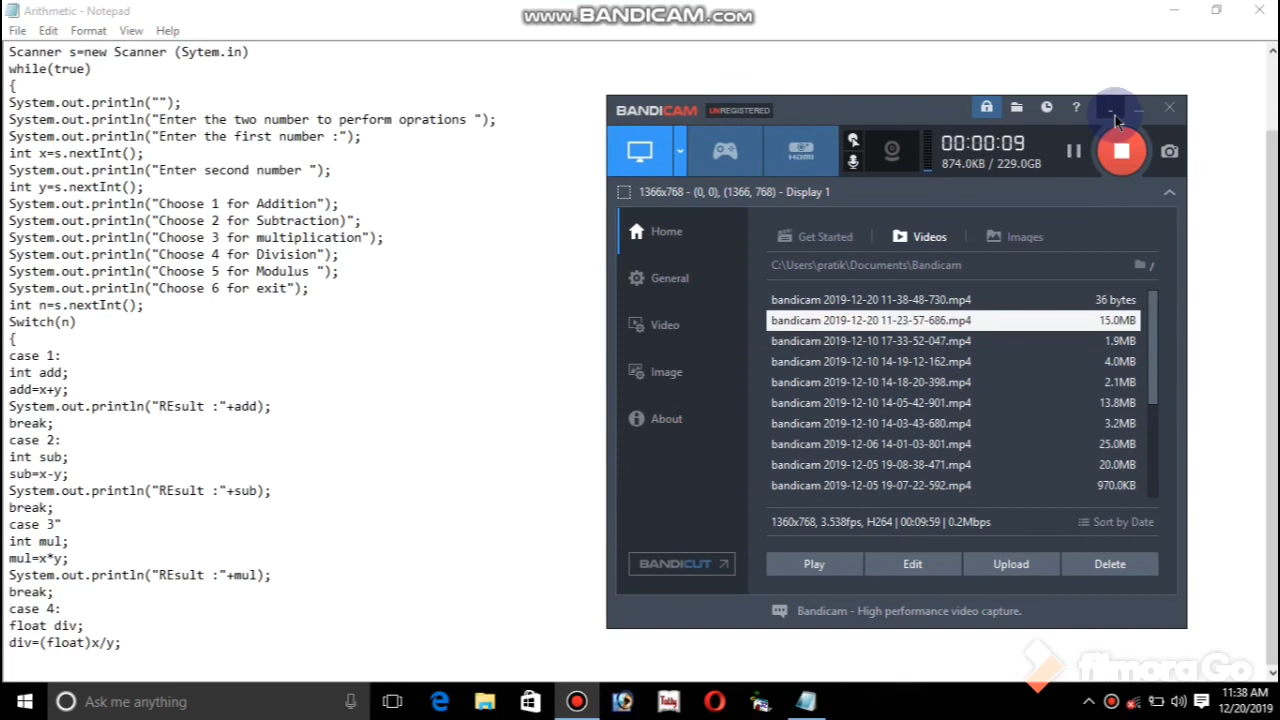 Arithmetic - Notepad
www.BANDICAM.com
File Edit Format View Help
Scanner s=new Scanner (Sytem.in)
while(true)
{
System.out.println("");
System.out.println("Enter the two number to perform oprations ");
System.out.println("Enter the first number :");
int x=s.nextInt();
System.out.println("Enter second number ");
int y=s.nextInt();
System.out.println("Choose 1 for Addition");
System.out.println("Choose 2 for Subtraction)";
System.out.println("Choose 3 for multiplication");
System.out.println("Choose 4 for Division");
System.out.println("Choose 5 for Modulus ");
System.out.println("Choose 6 for exit");
int n=s.nextInt();
Switch(n)
{
case 1:
int add;
add=x+y;
System.out.println("REsult :"+add);
break;
case 2:
int sub;
sub=x-y;
System.out.println("REsult :"+sub);
break;
case 3"
int mul;
mul=x*y;
System.out.println("REsult :"+mul);
break;
case 4:
float div;
div=(float)x/y;
BANDICAM UNREGISTERED
?
HDMI
00:00:09
874.0KB / 229.0GB
1366x768 - (0, 0), (1366, 768) - Display 1
Home
General
Video
Image
About
BANDICUT
Get Started Videos Images
C:\Users\pratik\Documents\Bandicam
/
bandicam 2019-12-20 11-38-48-730.mp4 36 bytes
bandicam 2019-12-20 11-23-57-686.mp4 15.0MB
bandicam 2019-12-10 17-33-52-047.mp4 1.9MB
bandicam 2019-12-10 14-19-12-162.mp4 4.0MB
bandicam 2019-12-10 14-18-20-398.mp4 2.1MB
bandicam 2019-12-10 14-05-42-901.mp4 13.8MB
bandicam 2019-12-10 14-03-43-680.mp4 3.2MB
bandicam 2019-12-06 14-01-03-801.mp4 25.0MB
bandicam 2019-12-05 19-08-38-471.mp4 20.0MB
bandicam 2019-12-05 19-07-22-592.mp4 970.0KB
1360x768, 3.538fps, H264 | 00:09:59 | 0.2Mbps Sort by Date
Play Edit Upload Delete
Bandicam - High performance video capture.
filmoraGo
Ask me anything
Tally
11:38 AM
12/20/2019